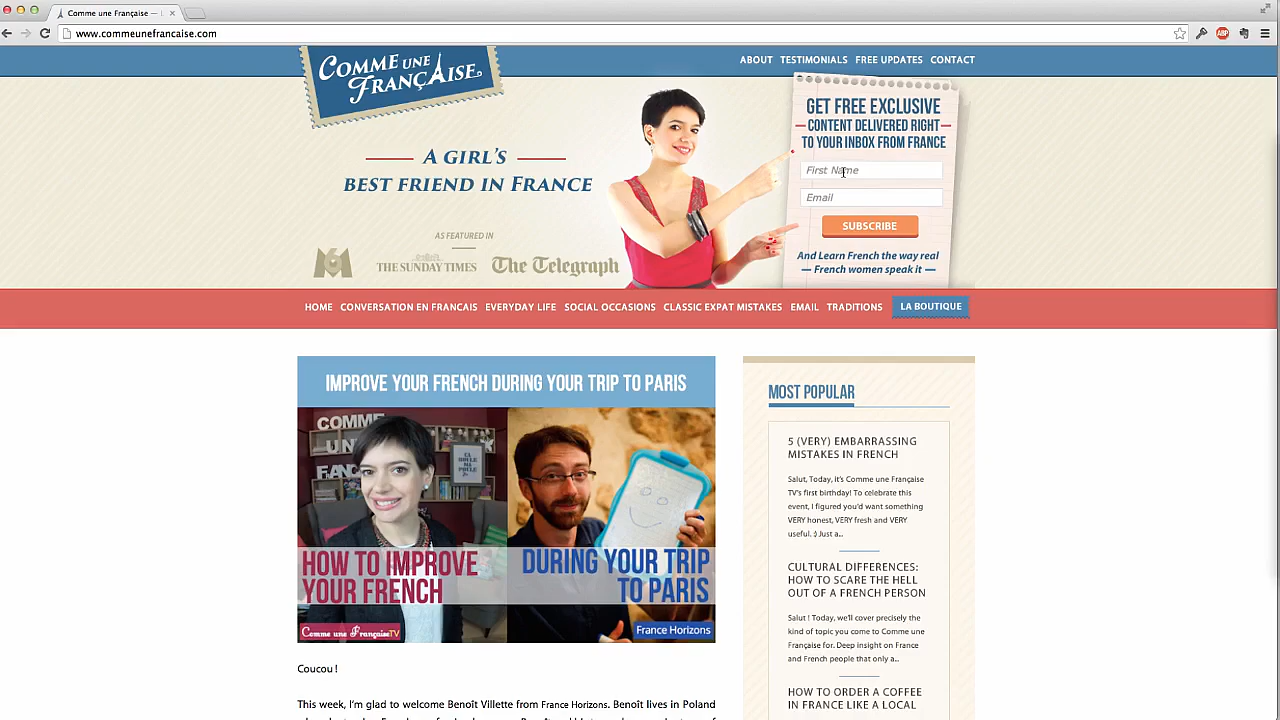 Comme une Française — |
www.commeunefrancaise.com
ABP
COMME UNE
FRANÇAISE.
ABOUT TESTIMONIALS FREE UPDATES CONTACT
A GIRL'S
BEST FRIEND IN FRANCE
AS FEATURED IN
M6
THE SUNDAY TIMES
The Telegraph
GET FREE EXCLUSIVE
CONTENT DELIVERED RIGHT
TO YOUR INBOX FROM FRANCE
First Name
Email
SUBSCRIBE
And Learn French the way real
French women speak it
HOME CONVERSATION EN FRANCAIS EVERYDAY LIFE SOCIAL OCCASIONS CLASSIC EXPAT MISTAKES EMAIL TRADITIONS LA BOUTIQUE
IMPROVE YOUR FRENCH DURING YOUR TRIP TO PARIS
COMME
UN
FRANÇAI
ÇA
ROULE
MA
POULE
HOW TO IMPROVE
YOUR FRENCH
Comme une FrançaiseTV
DURING YOUR TRIP
TO PARIS
France Horizons
Coucou !
This week, I'm glad to welcome Benoît Villette from France Horizons. Benoît lives in Poland
MOST POPULAR
5 (VERY) EMBARRASSING
MISTAKES IN FRENCH
Salut, Today, it's Comme une Française
TV's first birthday! To celebrate this
event, I figured you'd want something
VERY honest, VERY fresh and VERY
useful. :) Just a...
CULTURAL DIFFERENCES:
HOW TO SCARE THE HELL
OUT OF A FRENCH PERSON
Salut ! Today, we'll cover precisely the
kind of topic you come to Comme une
Française for. Deep insight on France
and French people that only a...
HOW TO ORDER A COFFEE
IN FRANCE LIKE A LOCAL